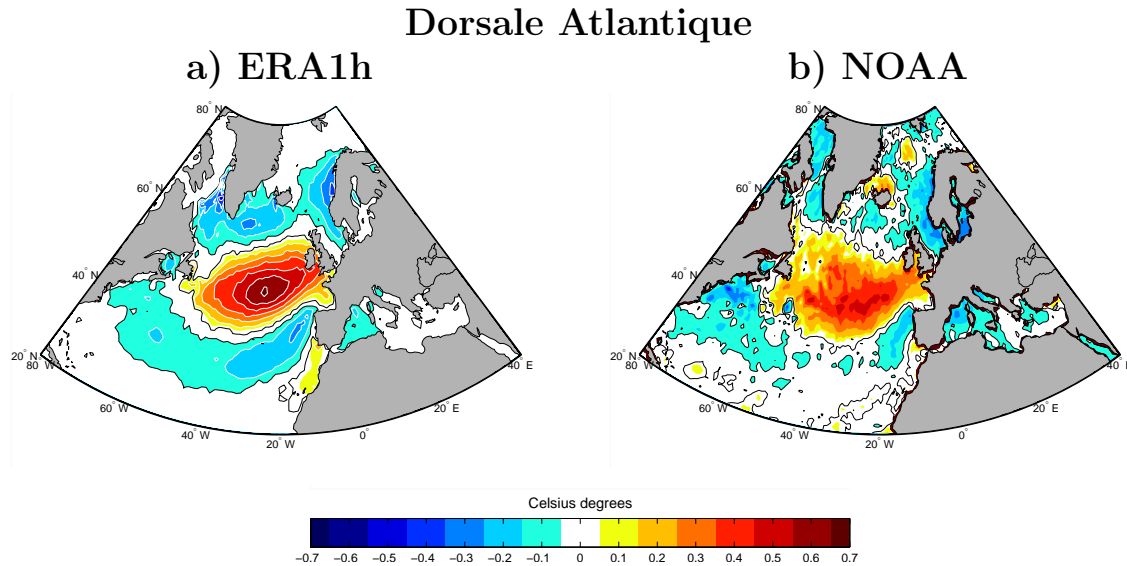 Dorsale Atlantique
a) ERA1h
b) NOAA
80° N
60° N
40° N
20° N
80° W
60° W
40° W
20° W
0°
20° E
40° E
80° N
60° N
40° N
20° N
80° W
60° W
40° W
20° W
0°
20° E
40° E
Celsius degrees
−0.7 −0.6 −0.5 −0.4 −0.3 −0.2 −0.1 0 0.1 0.2 0.3 0.4 0.5 0.6 0.7